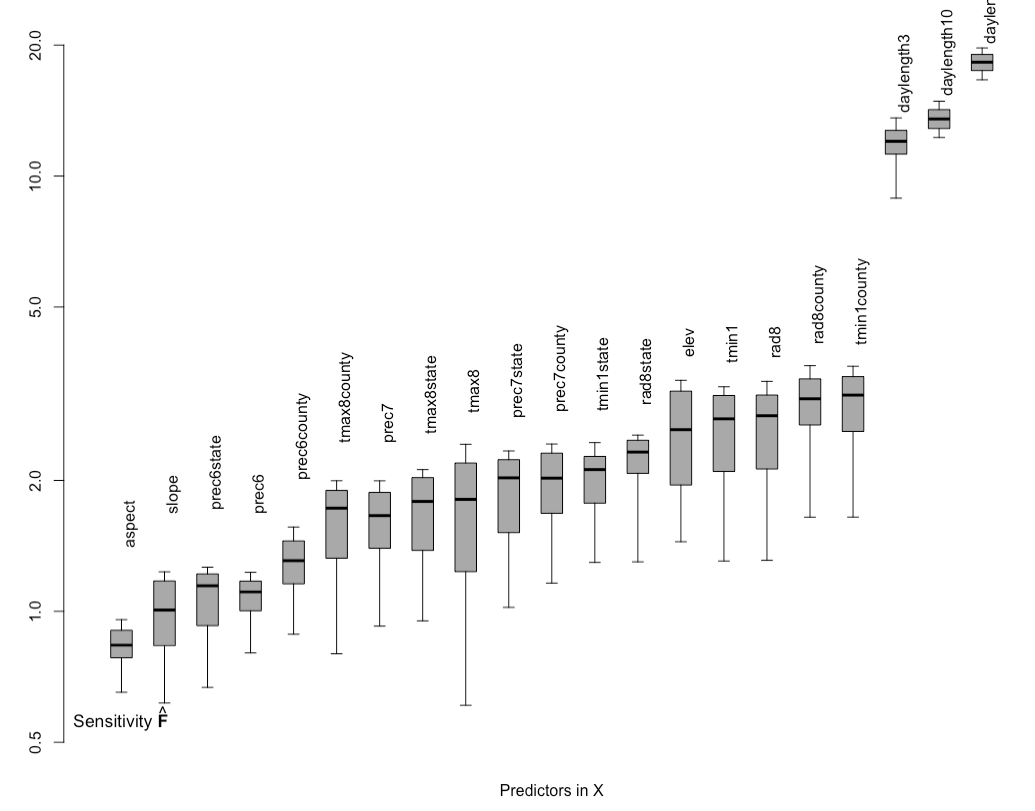 20.0
10.0
5.0
2.0
1.0
0.5
aspect
slope
prec6state
prec6
prec6county
tmax8county
prec7
tmax8state
tmax8
prec7state
prec7county
tmin1state
rad8state
elev
tmin1
rad8
rad8county
tmin1county
daylength3
daylength10
Sensitivity F̂
Predictors in X